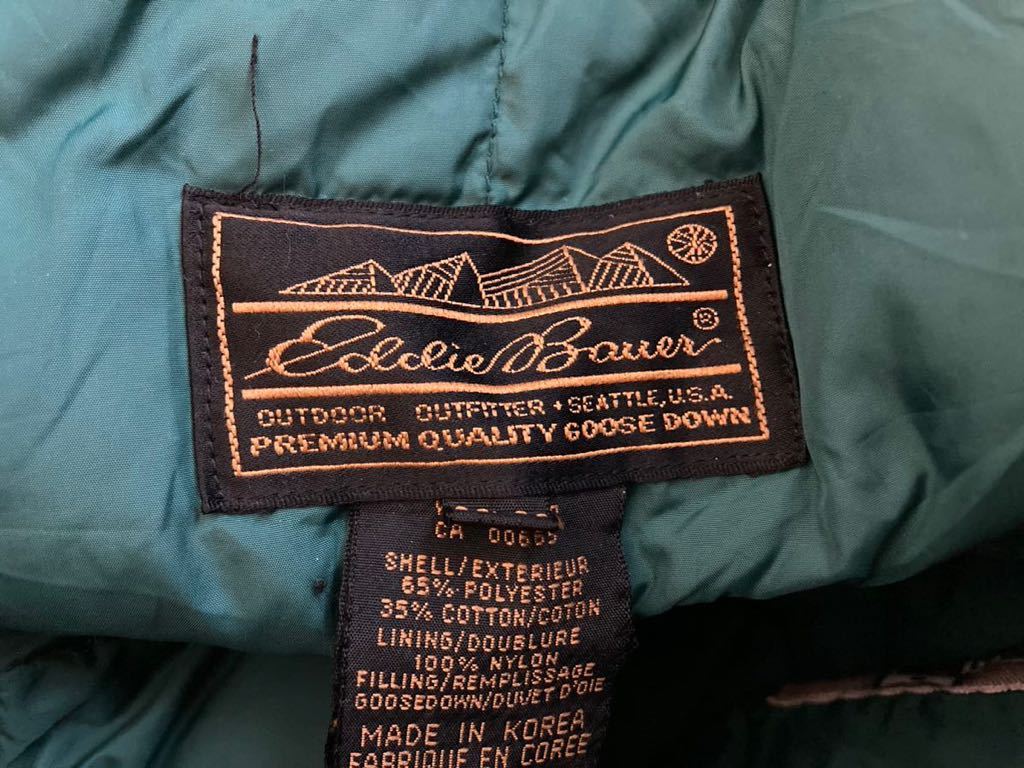 Eddie Bauer®
OUTDOOR OUTFITTER • SEATTLE, U.S.A.
PREMIUM QUALITY GOOSE DOWN
CA 00665
SHELL/EXTERIEUR
65% POLYESTER
35% COTTON/COTON
LINING/DOUBLURE
100% NYLON
FILLING/REMPLISSAGE
GOOSEDOWN/DUVET D'OIE
MADE IN KOREA
FABRIQUE EN COREE